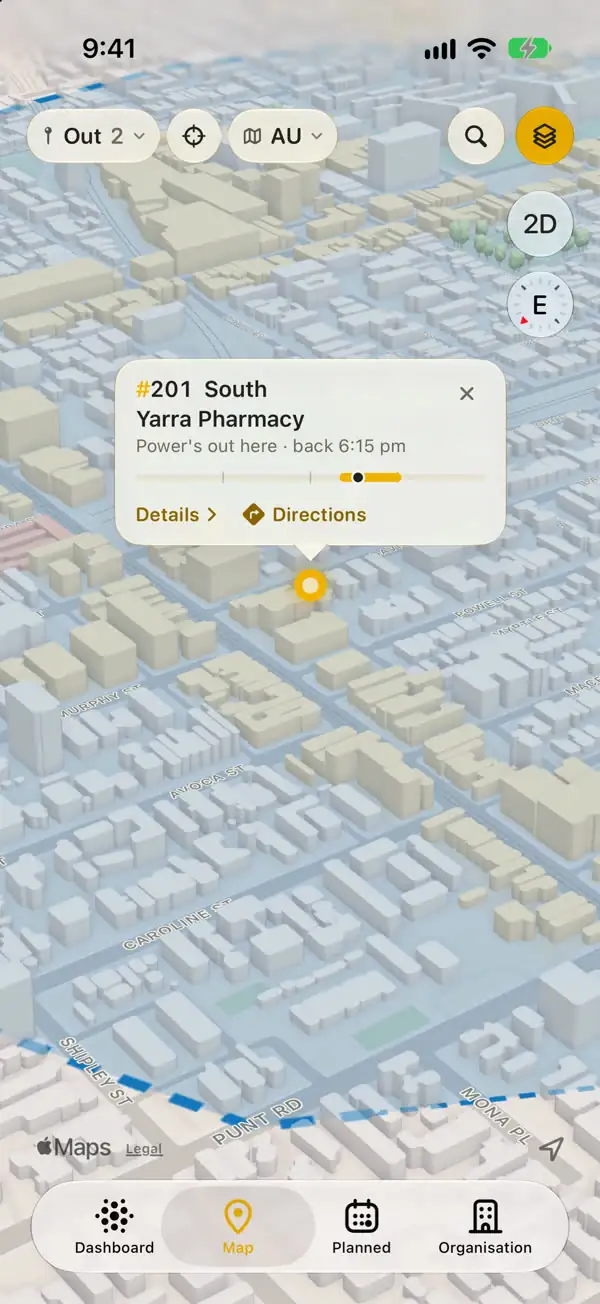 9:41
Out 2
AU
2D
E
#201 South
Yarra Pharmacy
Power's out here · back 6:15 pm
Details
Directions
POWELL ST
MYRTLE ST
MURPHY ST
AVOCA ST
CAROLINE ST
SHIPLEY ST
PUNT RD
MONA PL
Maps Legal
Dashboard
Map
Planned
Organisation